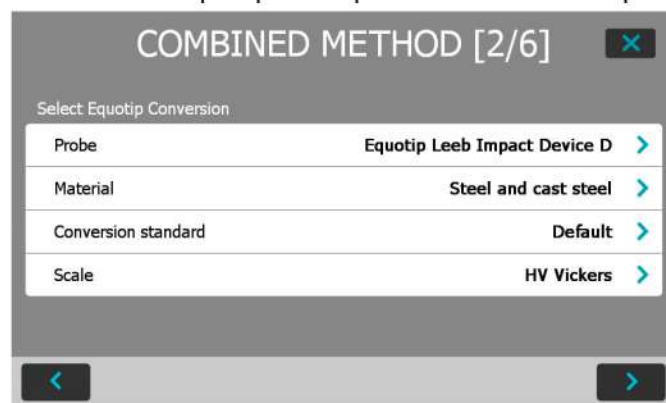 COMBINED METHOD [2/6]
Select Equotip Conversion
Probe Equotip Leeb Impact Device D
Material Steel and cast steel
Conversion standard Default
Scale HV Vickers